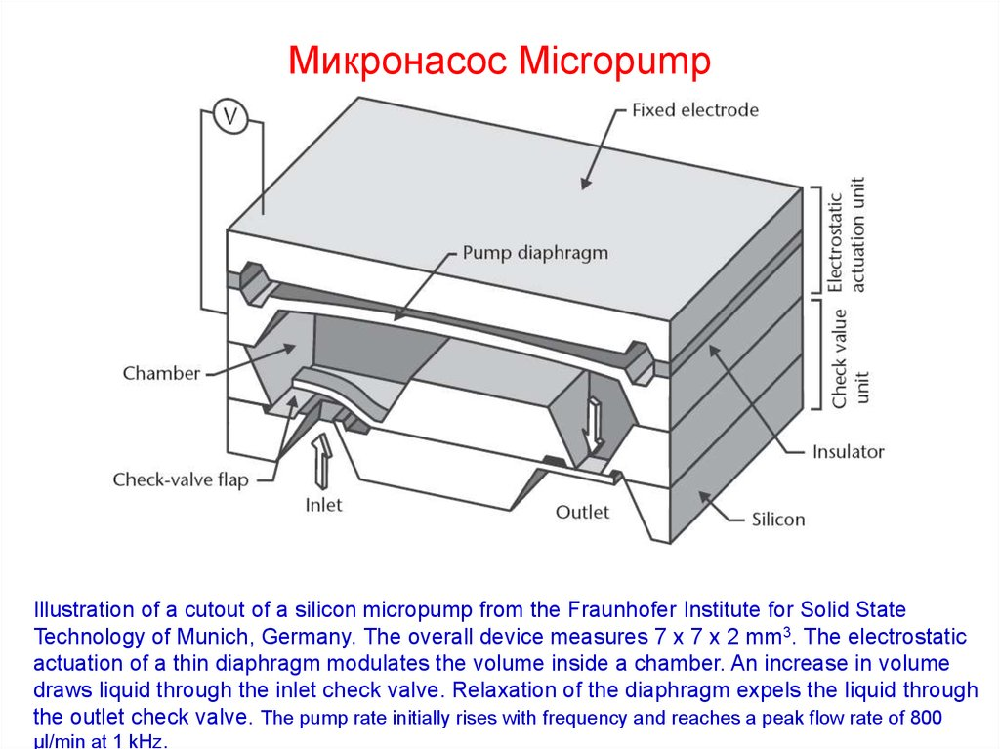 Микронасос Micropump
V
Fixed electrode
Electrostatic
actuation unit
Pump diaphragm
Check value
unit
Chamber
Insulator
Check-valve flap
Inlet
Outlet
Silicon
Illustration of a cutout of a silicon micropump from the Fraunhofer Institute for Solid State
Technology of Munich, Germany. The overall device measures 7 x 7 x 2 mm³. The electrostatic
actuation of a thin diaphragm modulates the volume inside a chamber. An increase in volume
draws liquid through the inlet check valve. Relaxation of the diaphragm expels the liquid through
the outlet check valve. The pump rate initially rises with frequency and reaches a peak flow rate of 800
µl/min at 1 kHz.